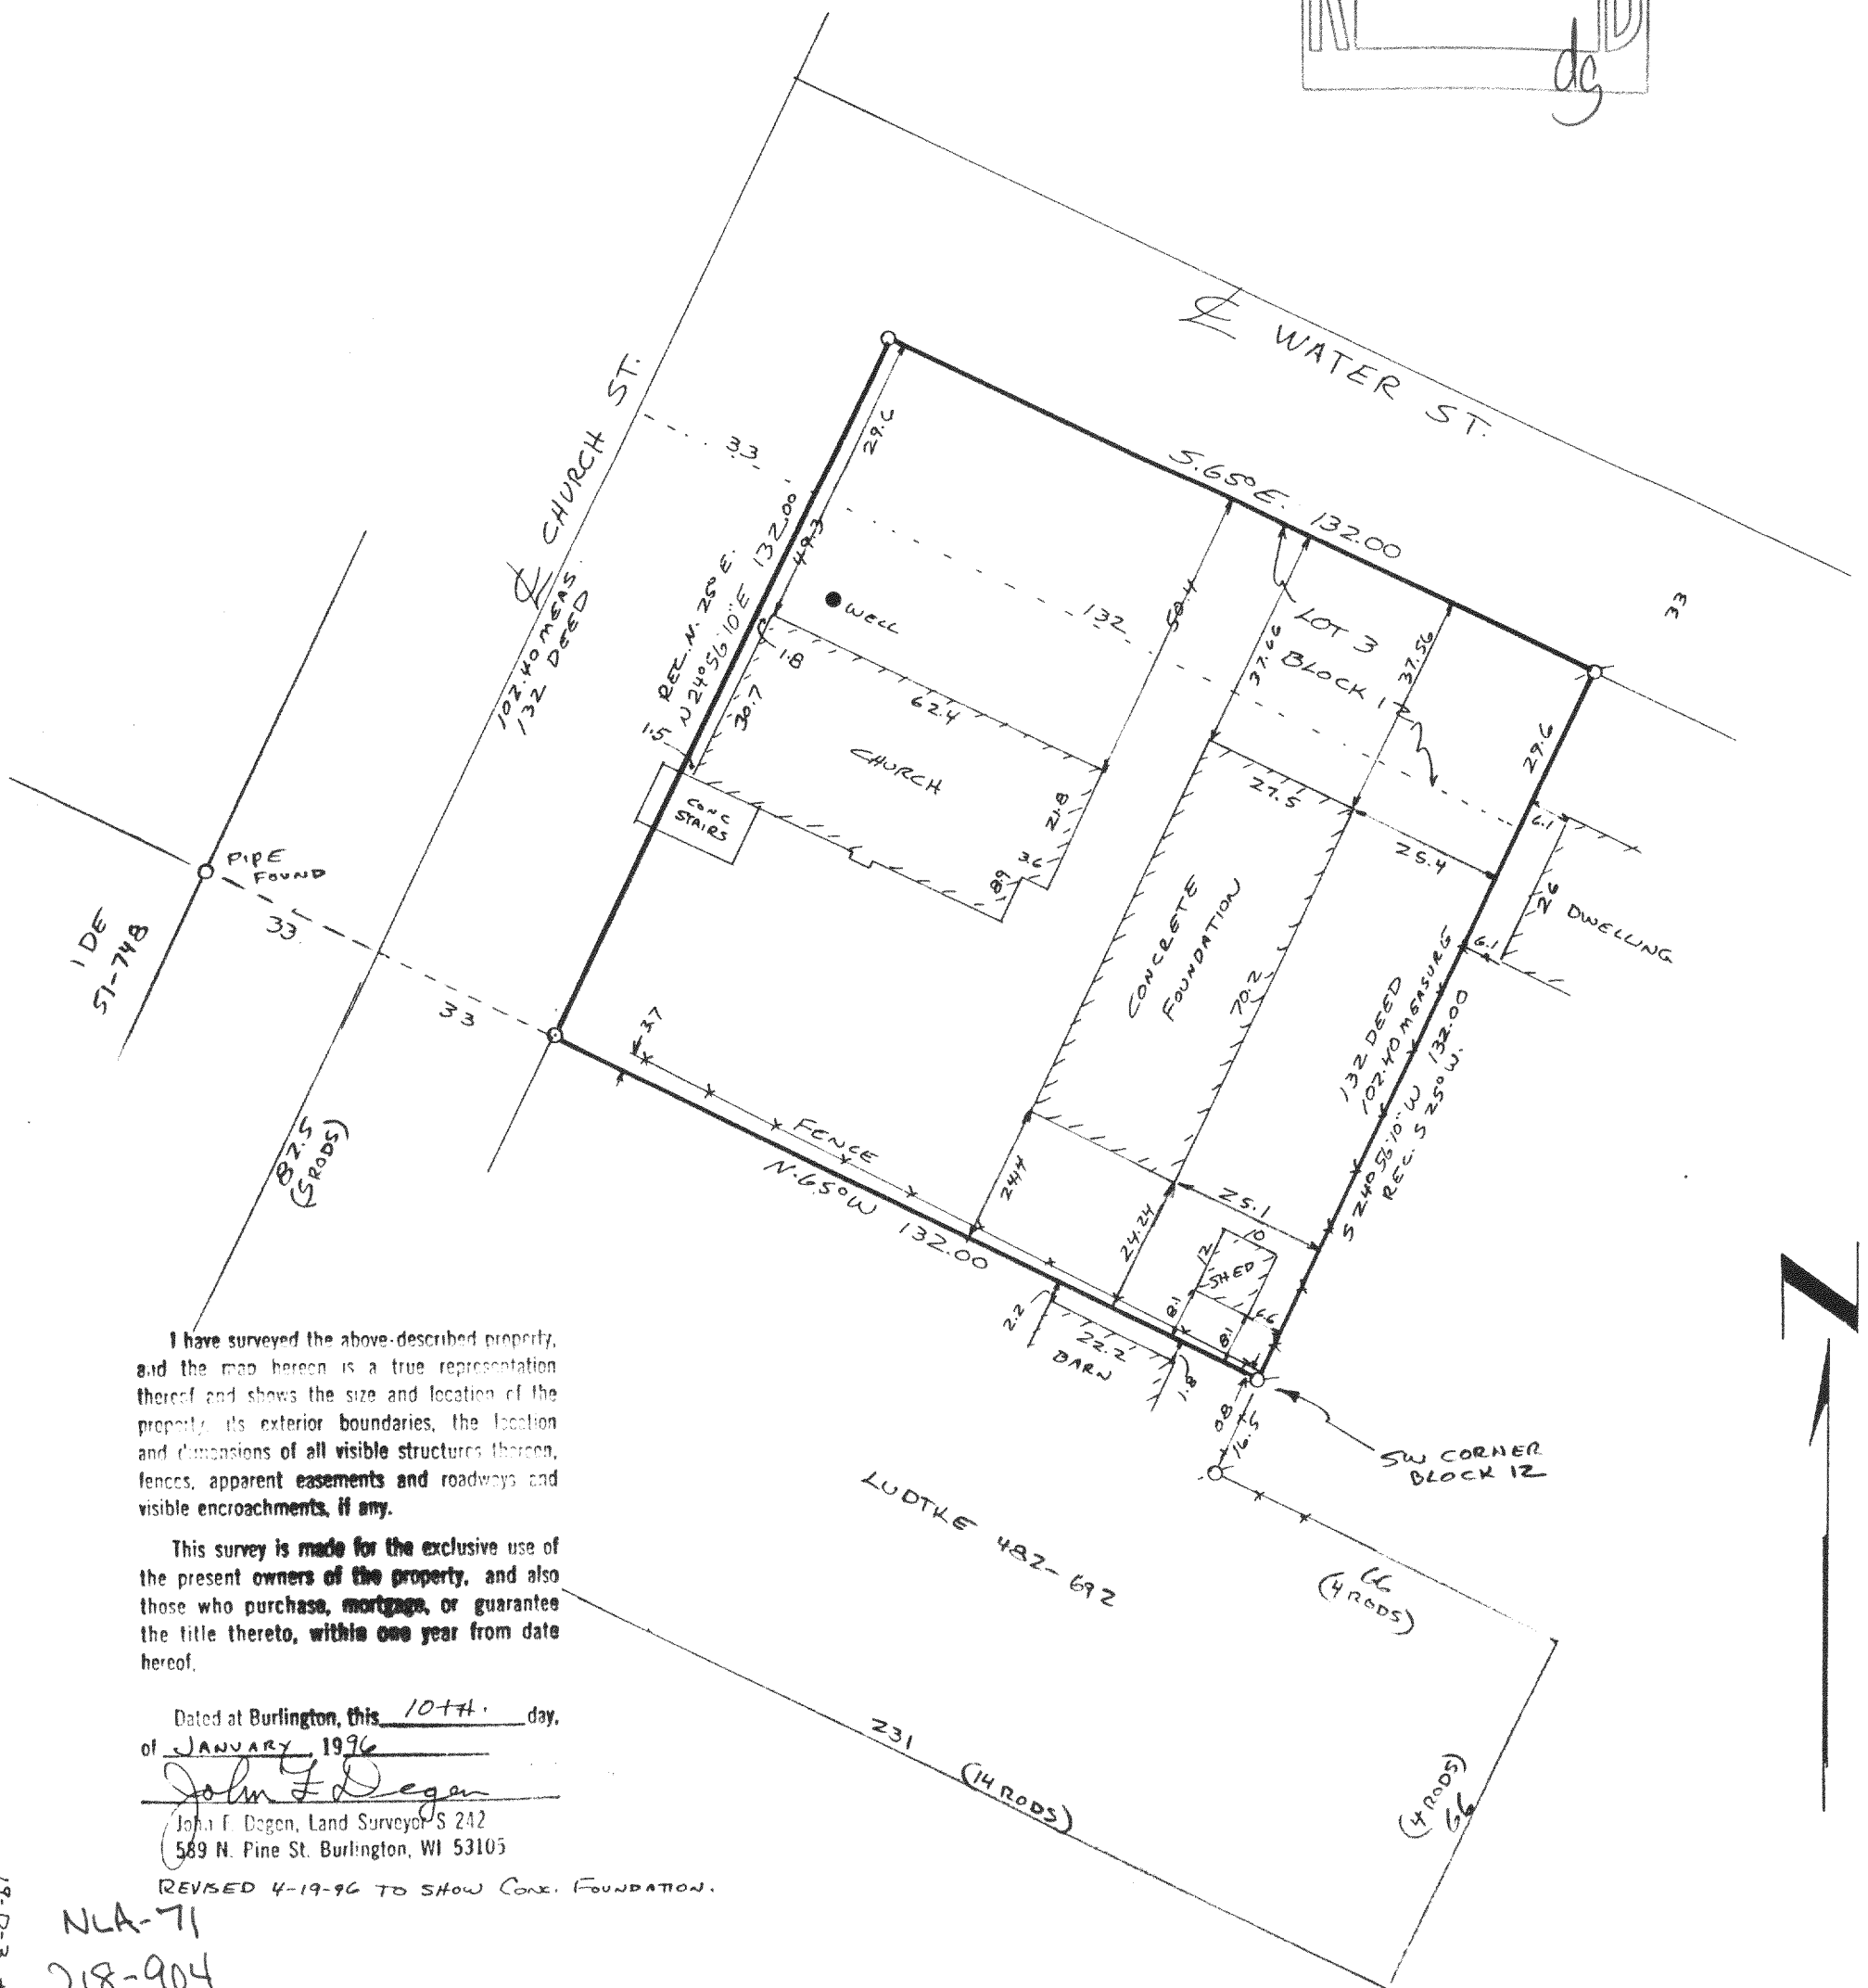 dg
℄ WATER ST.
℄ CHURCH ST.
102.40 MEAS
132 DEED
33
29.6
S.65°E. 132.00
33
49.3
REC. N. 25° E.
N 24°56'10"E 132.00'
WELL
132
50.4
LOT 3
BLOCK 12
37.66
37.56
1.8
30.7
62.4
1.5
CHURCH
CONC
STAIRS
21.8
3.6
8.9
27.5
25.4
29.6
6.1
26
DWELLING
6.1
PIPE
FOUND
33
IDE
51-748
33
CONCRETE
FOUNDATION
70.2
132 DEED
102.40 MEASURE
S 24°56'10" W 132.00
REC. S 25° W.
3.7
FENCE
N.65°W 132.00
82.5
(5 RODS)
24.14
25.1
24.24
12
10
SHED
8.1
8.1
6.6
2.2
22.2
BARN
1.8
0.8
16.5
SW CORNER
BLOCK 12
LUDTKE 482-692
66
(4 RODS)
231 (14 RODS)
(4 RODS)
66
I have surveyed the above-described property,
and the map hereon is a true representation
thereof and shows the size and location of the
property, its exterior boundaries, the location
and dimensions of all visible structures thereon,
fences, apparent easements and roadways and
visible encroachments, if any.
This survey is made for the exclusive use of
the present owners of the property, and also
those who purchase, mortgage, or guarantee
the title thereto, within one year from date
hereof.
Dated at Burlington, this 10TH. day,
of JANUARY 1996
John F Degen
John F. Degen, Land Surveyor S 242
589 N. Pine St. Burlington, WI 53105
REVISED 4-19-96 TO SHOW CONC. FOUNDATION.
NLA-71
218-904